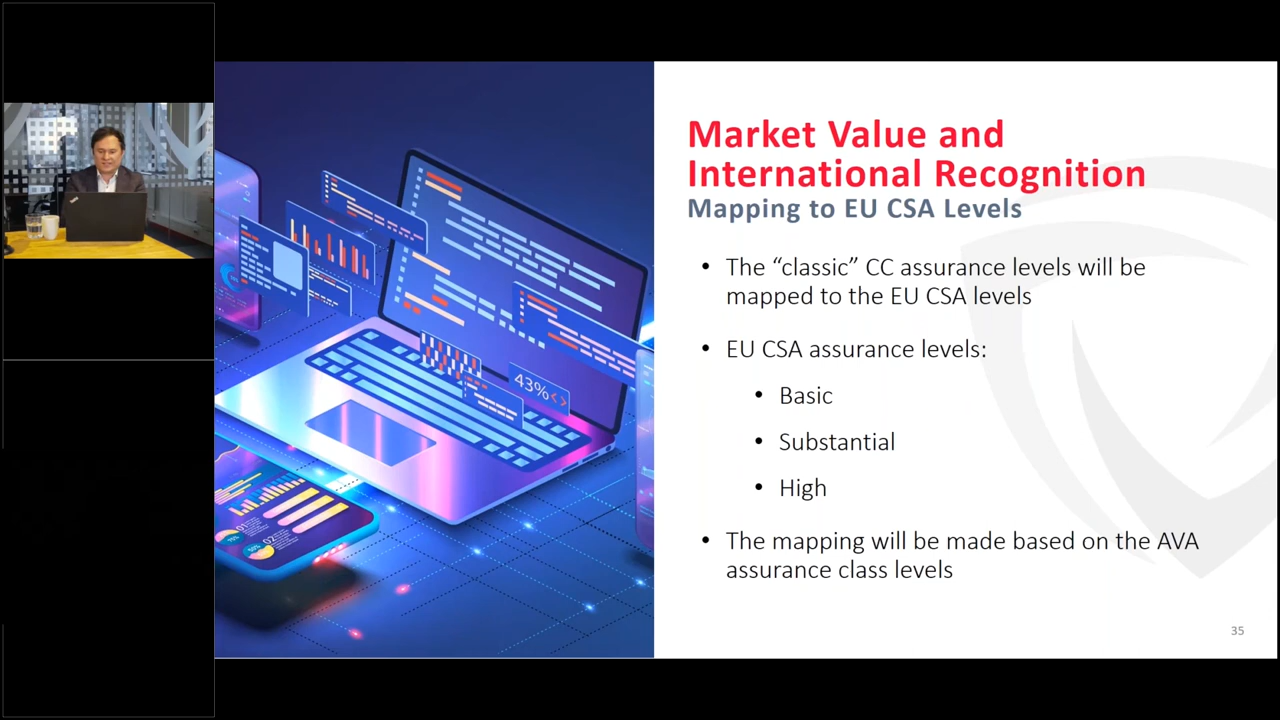 Market Value and
International Recognition
Mapping to EU CSA Levels
• The “classic” CC assurance levels will be
mapped to the EU CSA levels
• EU CSA assurance levels:
• Basic
• Substantial
• High
• The mapping will be made based on the AVA
assurance class levels
35
43%<>
01
02